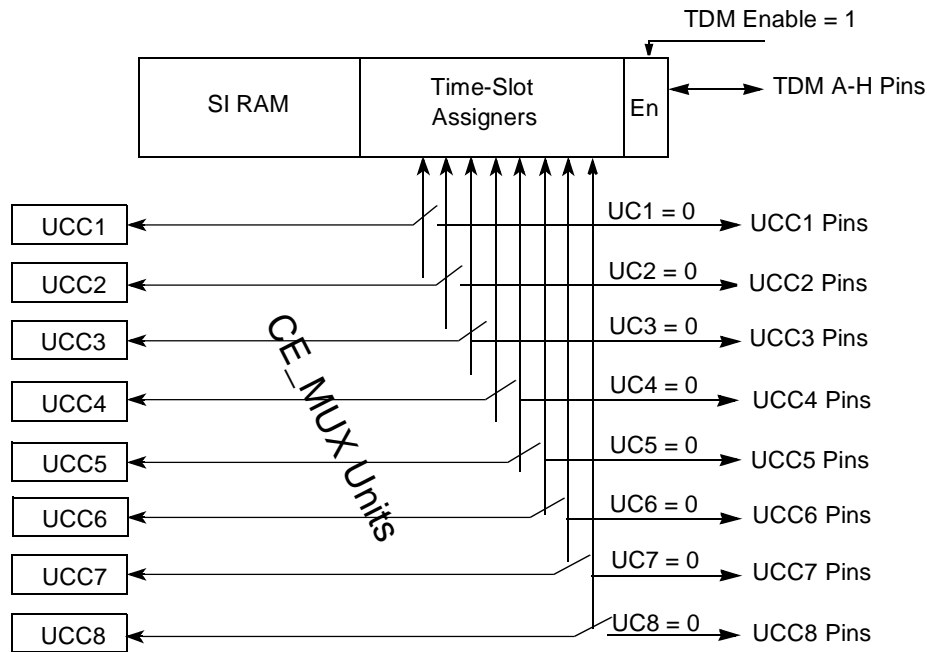 TDM Enable = 1
SI RAM
Time-Slot
Assigners
En
TDM A-H Pins
UCC1
UC1 = 0
UCC1 Pins
UCC2
UC2 = 0
UCC2 Pins
UCC3
UC3 = 0
UCC3 Pins
UCC4
UC4 = 0
UCC4 Pins
UCC5
UC5 = 0
UCC5 Pins
UCC6
UC6 = 0
UCC6 Pins
UCC7
UC7 = 0
UCC7 Pins
UCC8
UC8 = 0
UCC8 Pins
CE_MUX Units